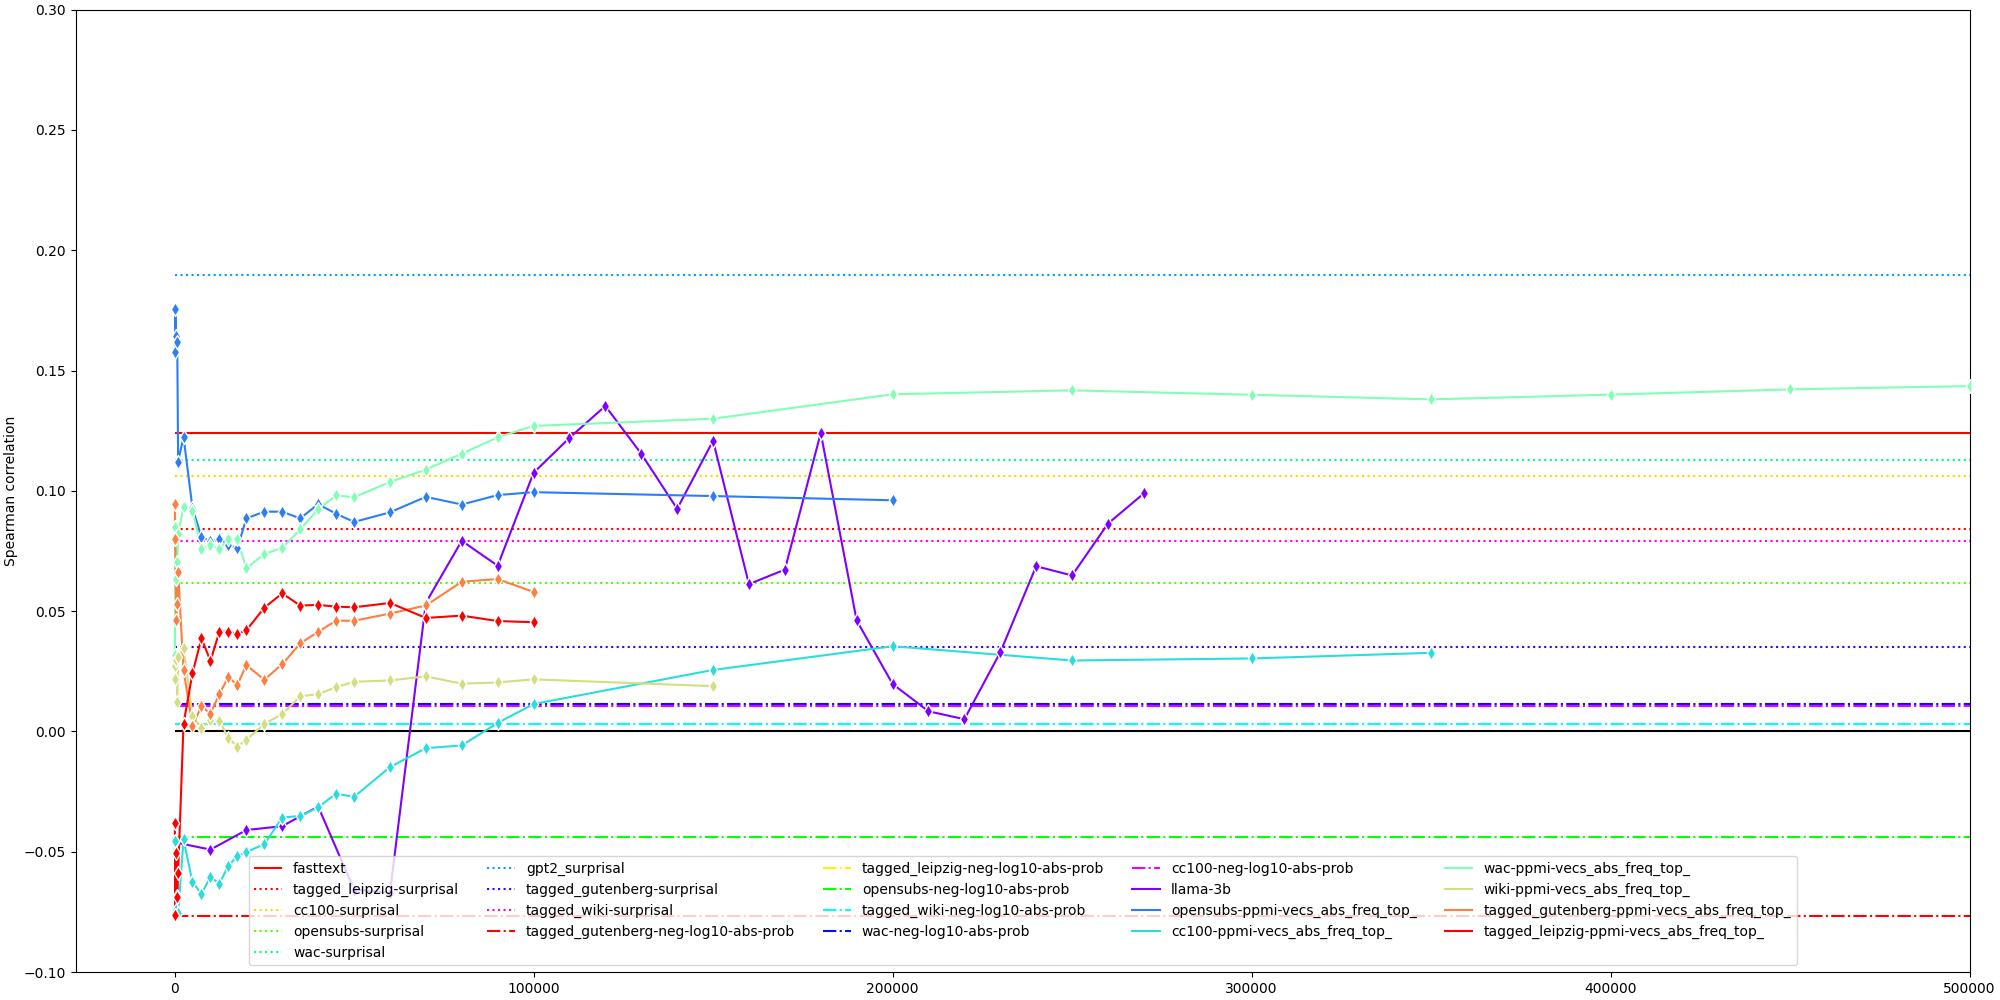 0.30
0.25
0.20
0.15
0.10
0.05
0.00
−0.05
−0.10
Spearman correlation
fasttext
tagged_leipzig-surprisal
cc100-surprisal
opensubs-surprisal
wac-surprisal
gpt2_surprisal
tagged_gutenberg-surprisal
tagged_wiki-surprisal
tagged_gutenberg-neg-log10-abs-prob
tagged_leipzig-neg-log10-abs-prob
opensubs-neg-log10-abs-prob
tagged_wiki-neg-log10-abs-prob
wac-neg-log10-abs-prob
cc100-neg-log10-abs-prob
llama-3b
opensubs-ppmi-vecs_abs_freq_top_
cc100-ppmi-vecs_abs_freq_top_
wac-ppmi-vecs_abs_freq_top_
wiki-ppmi-vecs_abs_freq_top_
tagged_gutenberg-ppmi-vecs_abs_freq_top_
tagged_leipzig-ppmi-vecs_abs_freq_top_
0
100000
200000
300000
400000
500000